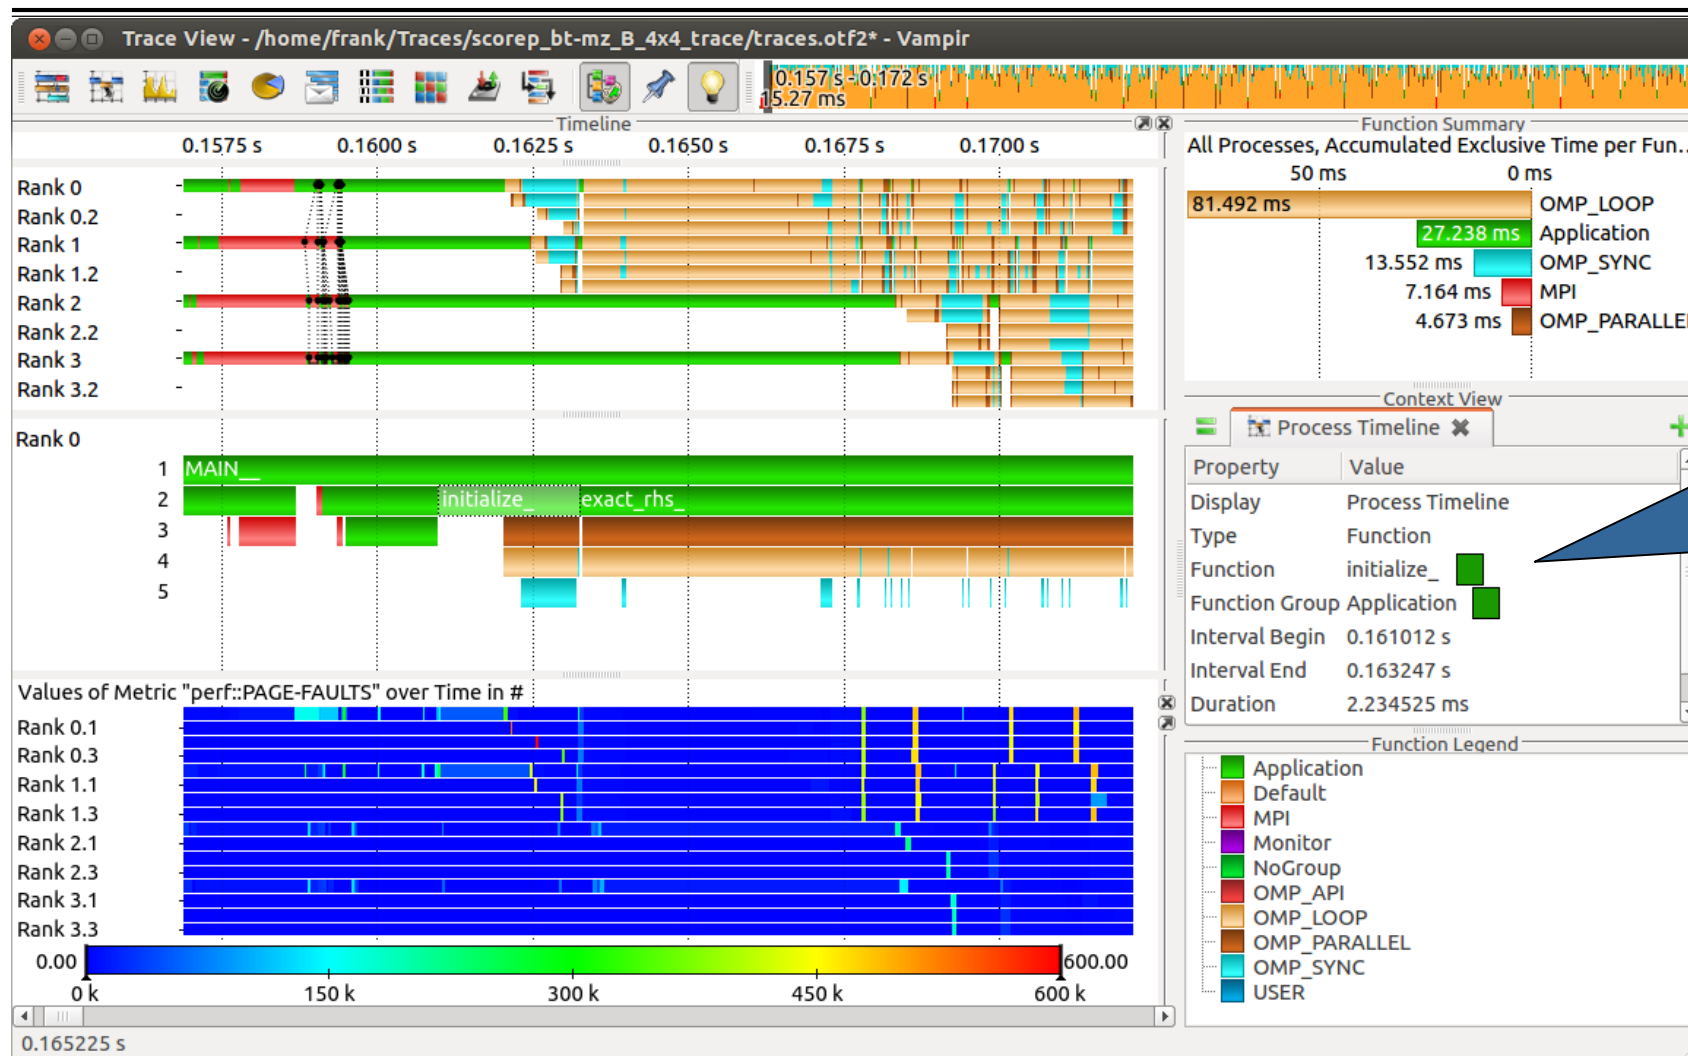 Trace View - /home/frank/Traces/scorep_bt-mz_B_4x4_trace/traces.otf2* - Vampir
0.157 s - 0.172 s
15.27 ms
Timeline
0.1575 s 0.1600 s 0.1625 s 0.1650 s 0.1675 s 0.1700 s
Rank 0
Rank 0.2
Rank 1
Rank 1.2
Rank 2
Rank 2.2
Rank 3
Rank 3.2
Rank 0
1 MAIN__
2 initialize_ exact_rhs_
3
4
5
Values of Metric "perf::PAGE-FAULTS" over Time in #
Rank 0.1
Rank 0.3
Rank 1.1
Rank 1.3
Rank 2.1
Rank 2.3
Rank 3.1
Rank 3.3
0.00 600.00
0 k 150 k 300 k 450 k 600 k
0.165225 s
Function Summary
All Processes, Accumulated Exclusive Time per Fun...
50 ms 0 ms
81.492 ms OMP_LOOP
27.238 ms Application
13.552 ms OMP_SYNC
7.164 ms MPI
4.673 ms OMP_PARALLEL
Context View
Process Timeline
Property Value
Display Process Timeline
Type Function
Function initialize_
Function Group Application
Interval Begin 0.161012 s
Interval End 0.163247 s
Duration 2.234525 ms
Function Legend
Application
Default
MPI
Monitor
NoGroup
OMP_API
OMP_LOOP
OMP_PARALLEL
OMP_SYNC
USER